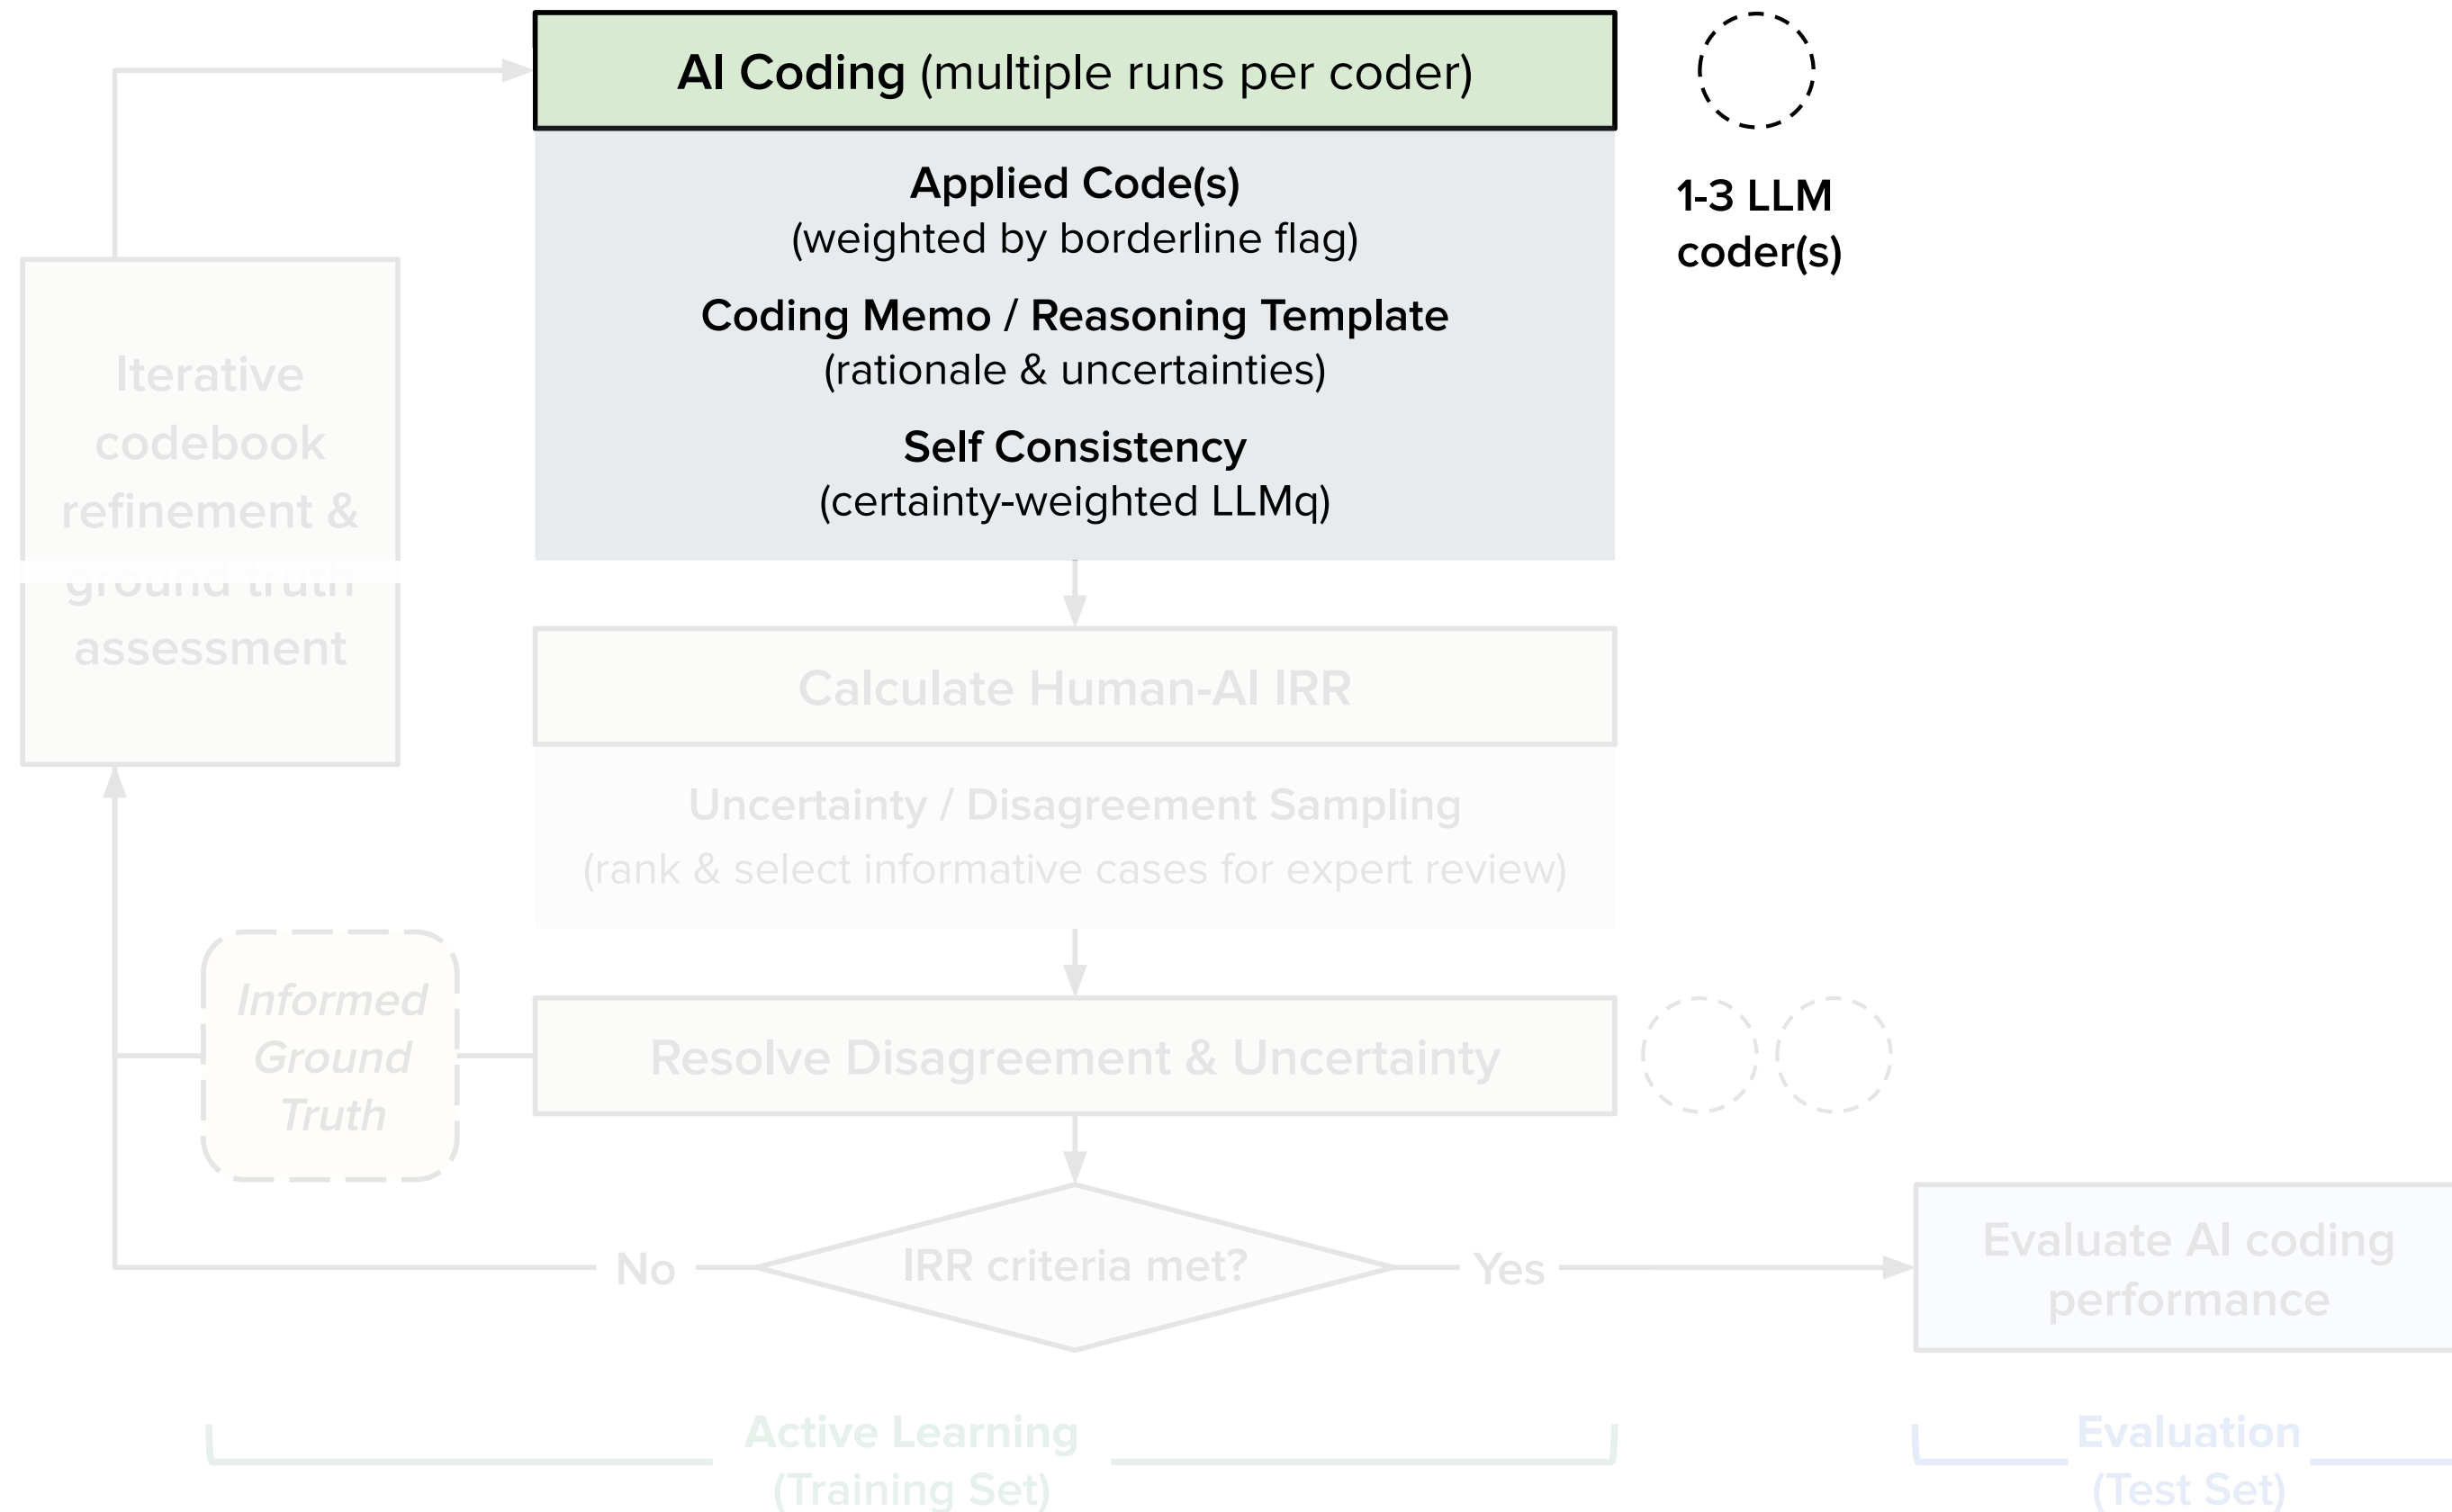 AI Coding (multiple runs per coder)
Applied Code(s)
(weighted by borderline flag)
Coding Memo / Reasoning Template
(rationale & uncertainties)
Self Consistency
(certainty-weighted LLMq)
1-3 LLM
coder(s)
Iterative
codebook
refinement &
ground truth
assessment
Calculate Human-AI IRR
Uncertainty / Disagreement Sampling
(rank & select informative cases for expert review)
Informed
Ground
Truth
Resolve Disagreement & Uncertainty
No
IRR criteria met?
Yes
Evaluate AI coding
performance
Active Learning
(Training Set)
Evaluation
(Test Set)